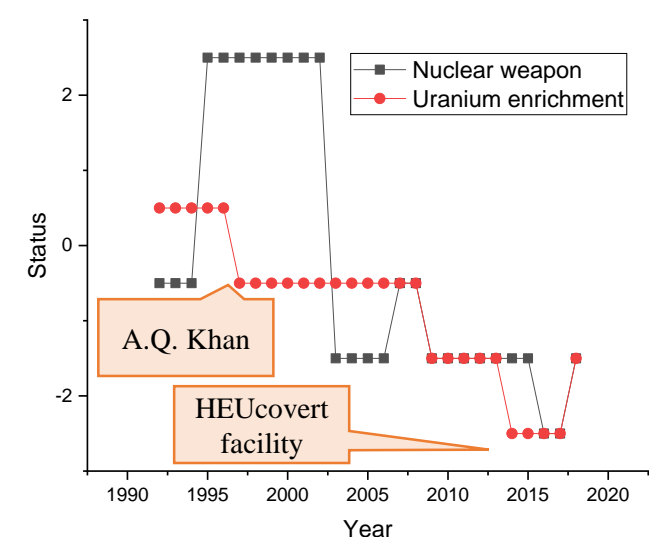 Nuclear weapon
Uranium enrichment
2
0
-2
Status
A.Q. Khan
HEUcovert
facility
1990 1995 2000 2005 2010 2015 2020
Year